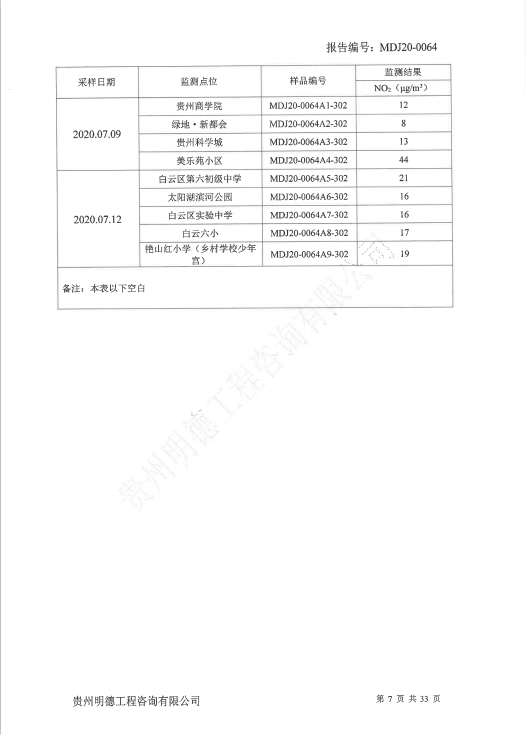 报告编号：MDJ20-0064
采样日期 监测点位 样品编号 监测结果
NO₂（μg/m³）
2020.07.09
贵州商学院 MDJ20-0064A1-302 12
绿地·新都会 MDJ20-0064A2-302 8
贵州科学城 MDJ20-0064A3-302 13
美乐苑小区 MDJ20-0064A4-302 44
2020.07.12
白云区第六初级中学 MDJ20-0064A5-302 21
太阳湖滨河公园 MDJ20-0064A6-302 16
白云区实验中学 MDJ20-0064A7-302 16
白云六小 MDJ20-0064A8-302 17
艳山红小学（乡村学校少年
宫） MDJ20-0064A9-302 19
备注：本表以下空白
贵州明德工程咨询有限公司
贵州明德工程咨询有限公司
第 7 页 共 33 页